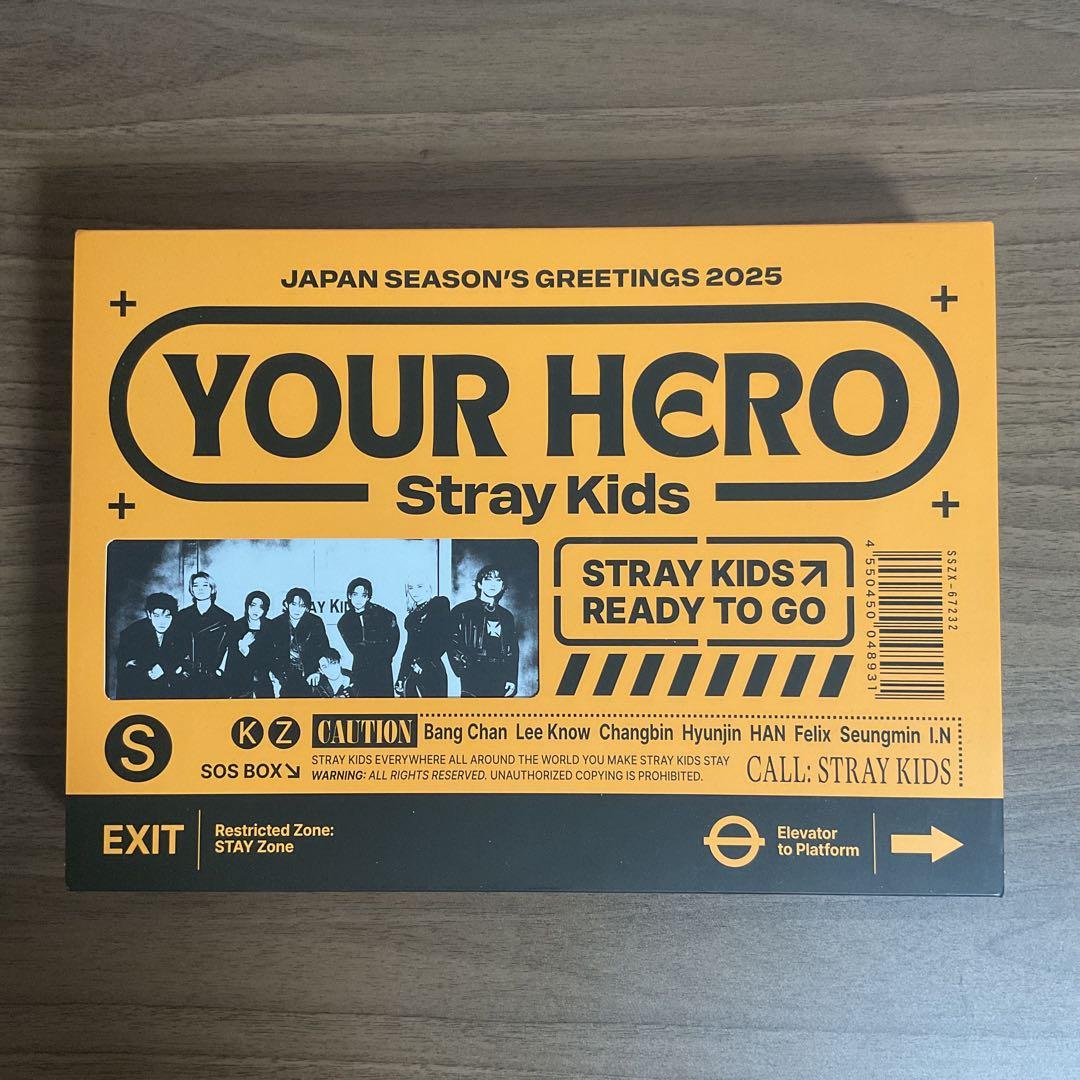 JAPAN SEASON'S GREETINGS 2025
YOUR HERO
Stray Kids
STRAY KIDS↗
READY TO GO
4 550450 048931
SSZX-67232
S
K Z
SOS BOX↘
CAUTION Bang Chan Lee Know Changbin Hyunjin HAN Felix Seungmin I.N
STRAY KIDS EVERYWHERE ALL AROUND THE WORLD YOU MAKE STRAY KIDS STAY
WARNING: ALL RIGHTS RESERVED. UNAUTHORIZED COPYING IS PROHIBITED.
CALL: STRAY KIDS
EXIT
Restricted Zone:
STAY Zone
Elevator
to Platform